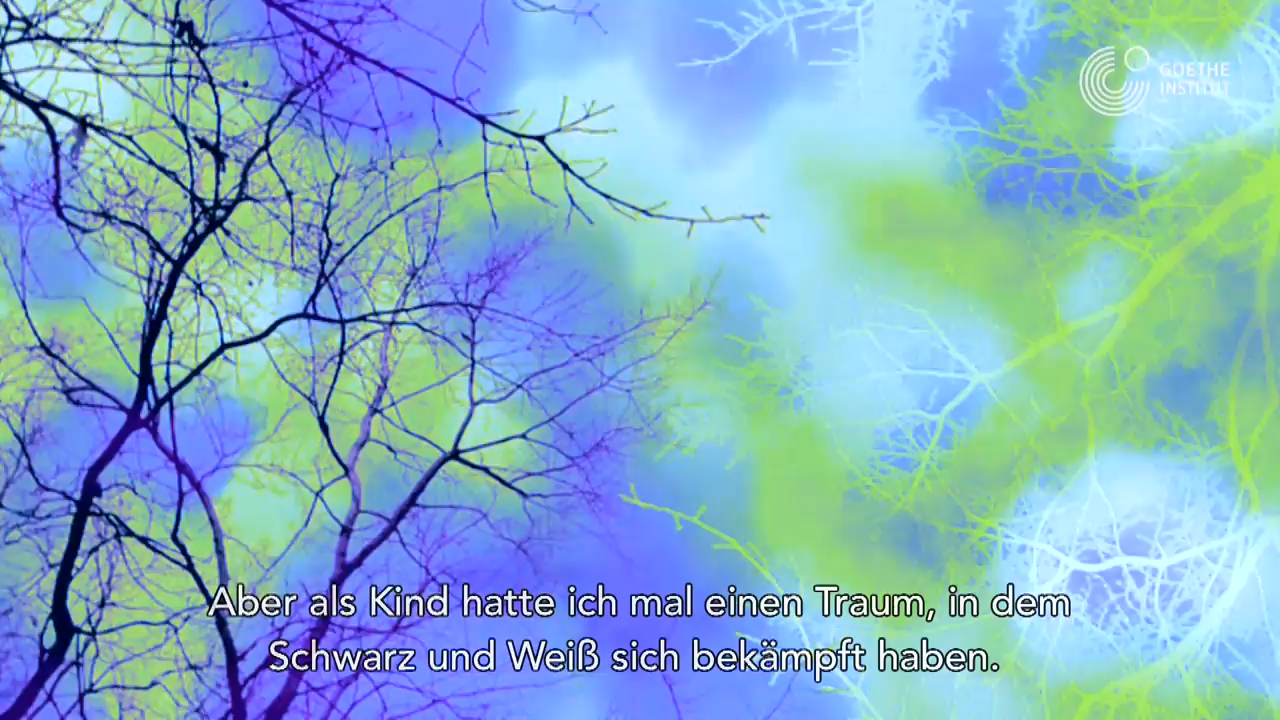 GOETHE
INSTITUT
Aber als Kind hatte ich mal einen Traum, in dem
Schwarz und Weiß sich bekämpft haben.